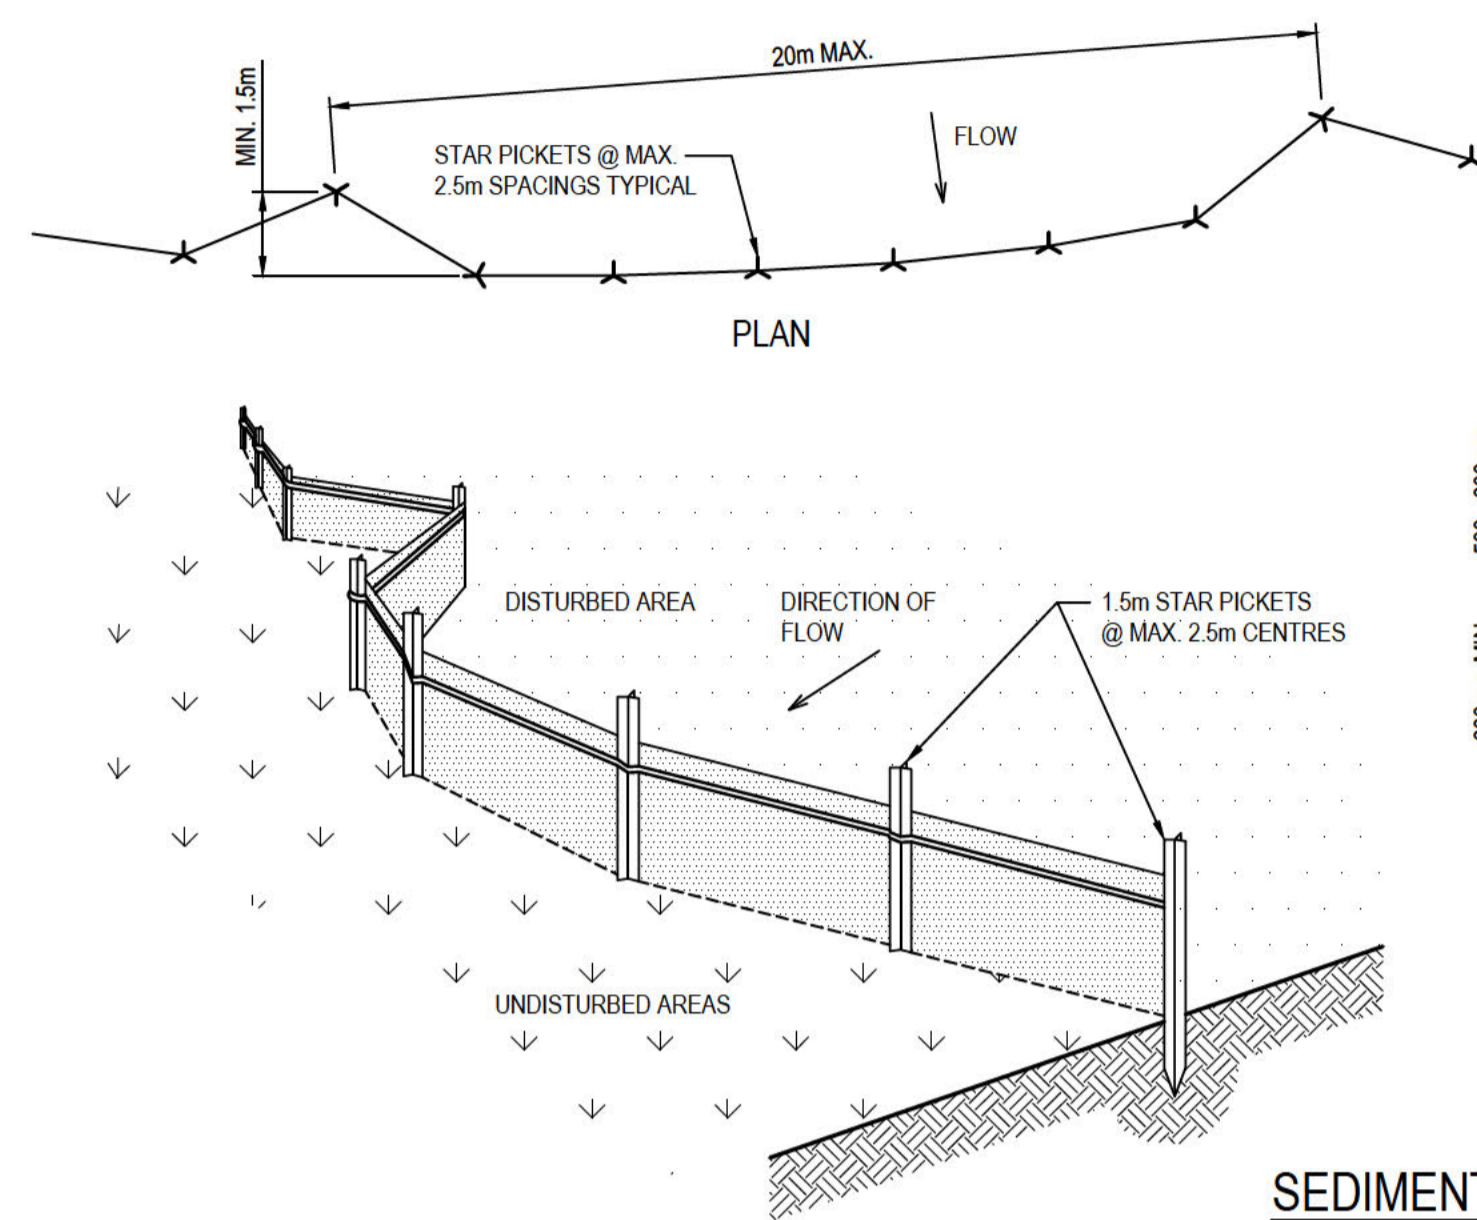 20m MAX.
MIN. 1.5m
FLOW
STAR PICKETS @ MAX.
2.5m SPACINGS TYPICAL
PLAN
DISTURBED AREA
DIRECTION OF
FLOW
1.5m STAR PICKETS
@ MAX. 2.5m CENTRES
UNDISTURBED AREAS
SEDIMENT